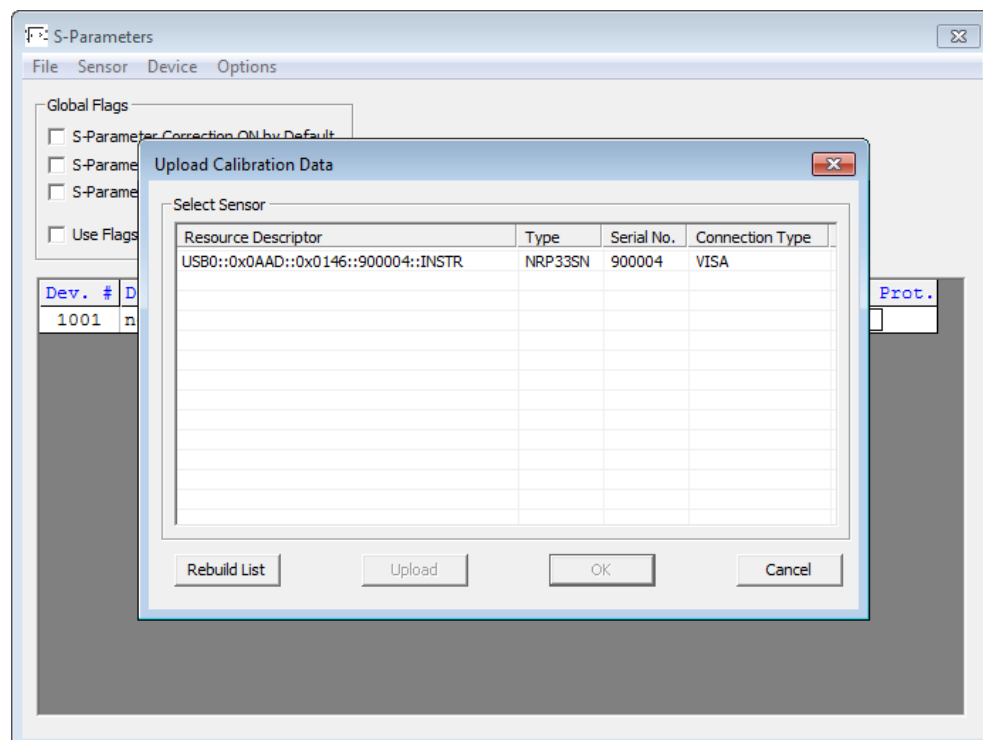 S-Parameters
File Sensor Device Options
Global Flags
S-Parameter Correction ON by Default
S-Parame
S-Parame
Use Flags
Upload Calibration Data
Select Sensor
Resource Descriptor Type Serial No. Connection Type
USB0::0x0AAD::0x0146::900004::INSTR NRP33SN 900004 VISA
Dev. # D Prot.
1001 n
Rebuild List Upload OK Cancel